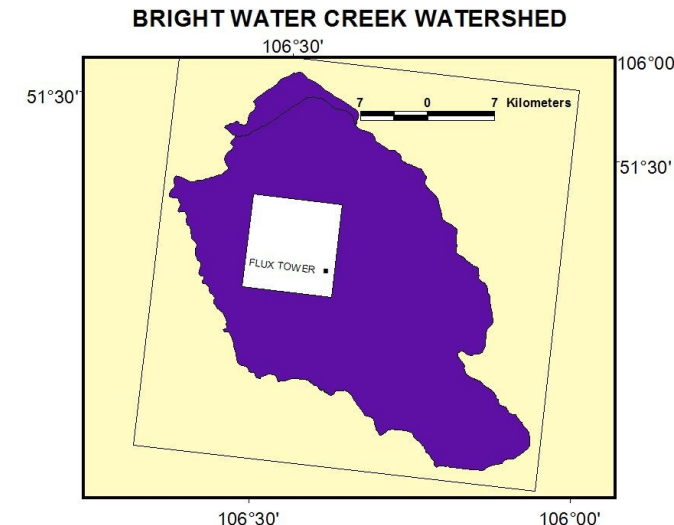 BRIGHT WATER CREEK WATERSHED
106°30'
106°00
51°30'
7 0 7 Kilometers
51°30'
FLUX TOWER
106°30' 106°00'